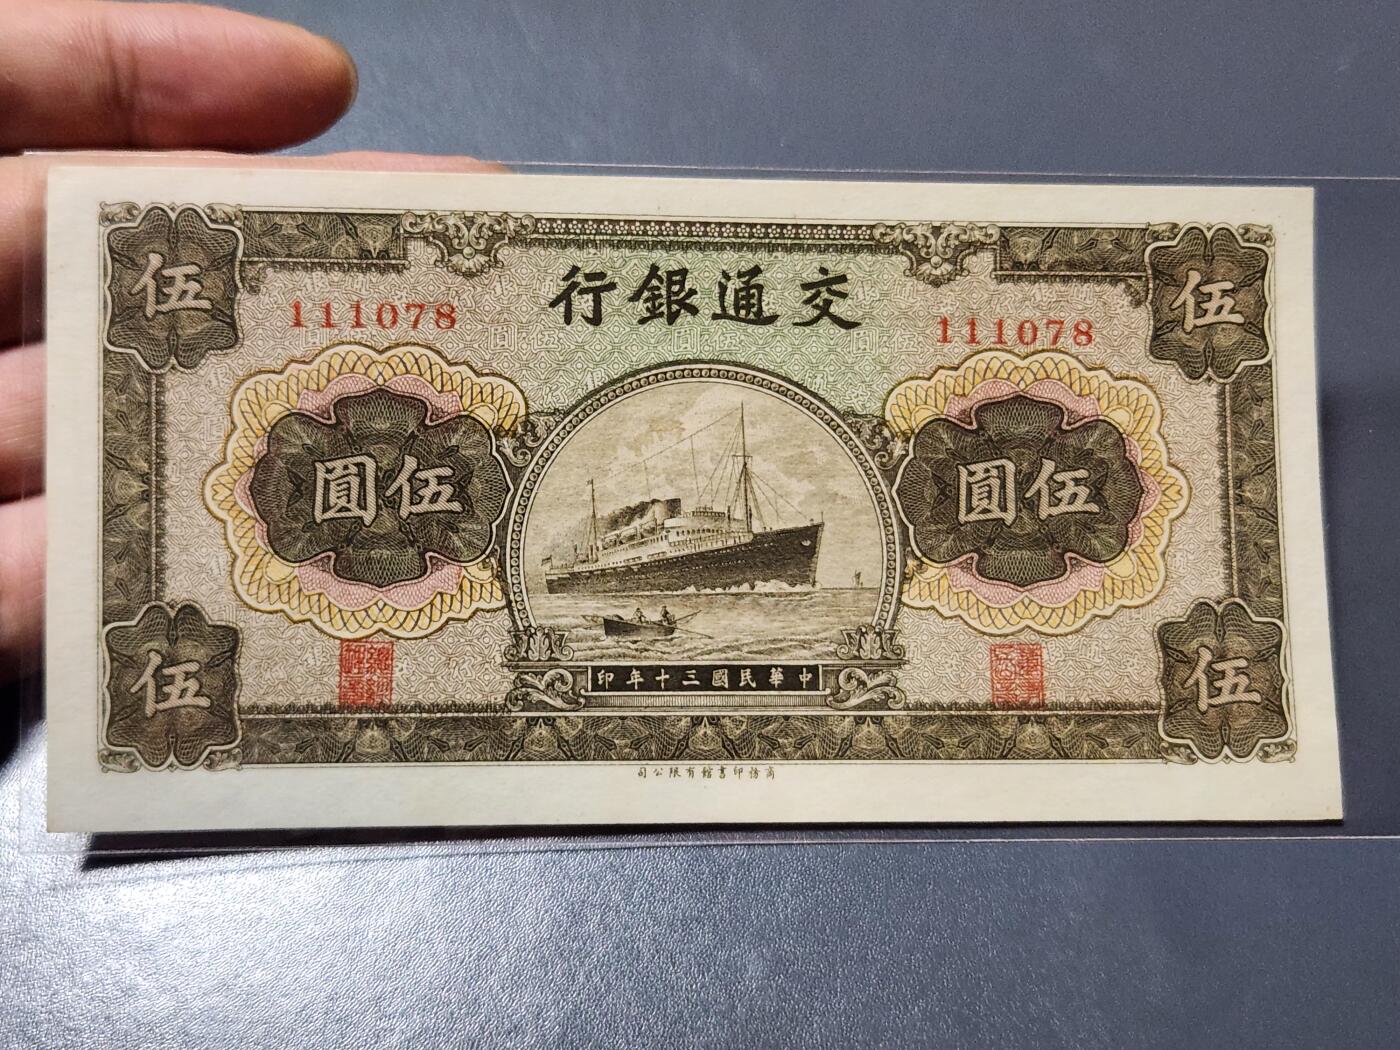 伍
伍
交通銀行
111078
111078
伍圓
伍圓
中華民國三十年印
伍
伍
商務印書館有限公司